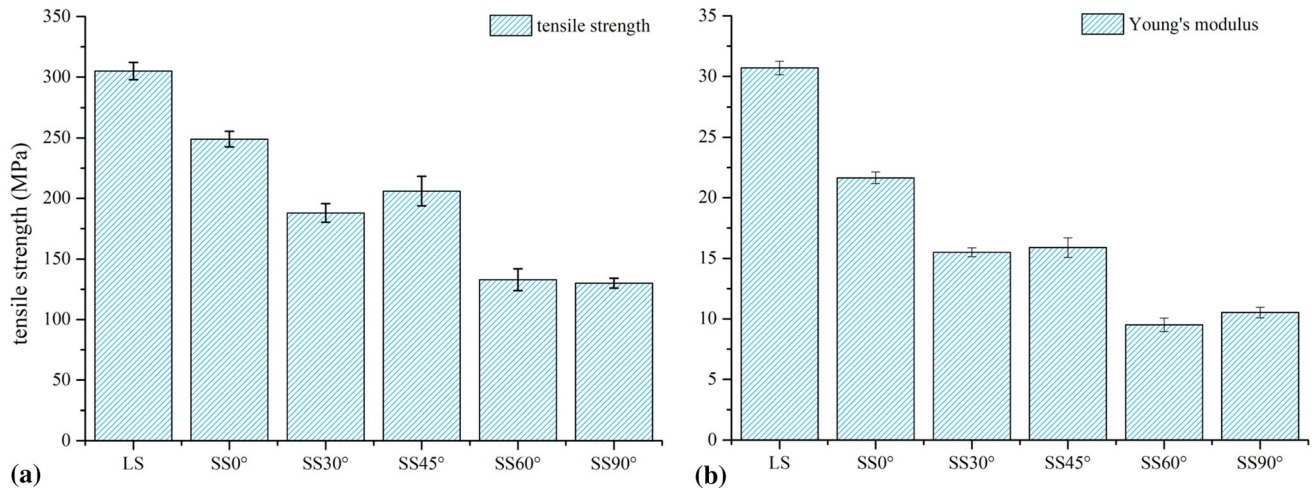 350
300
250
200
150
100
50
0
tensile strength (MPa)
tensile strength
LS SS0° SS30° SS45° SS60° SS90°
(a)
35
30
25
20
15
10
5
0
Young's modulus
LS SS0° SS30° SS45° SS60° SS90°
(b)